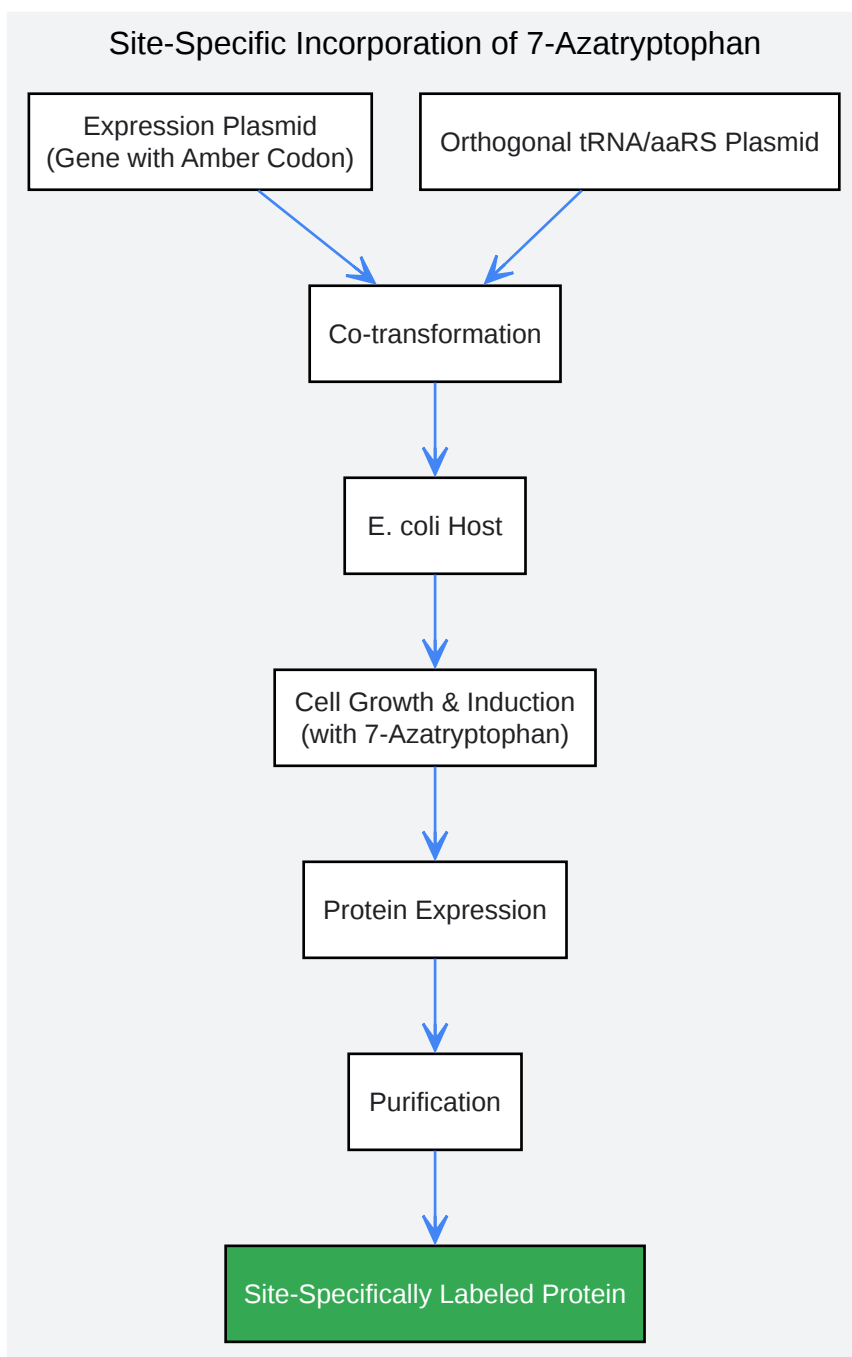 Site-Specific Incorporation of 7-Azatryptophan
Expression Plasmid
(Gene with Amber Codon)
Orthogonal tRNA/aaRS Plasmid
Co-transformation
E. coli Host
Cell Growth & Induction
(with 7-Azatryptophan)
Protein Expression
Purification
Site-Specifically Labeled Protein